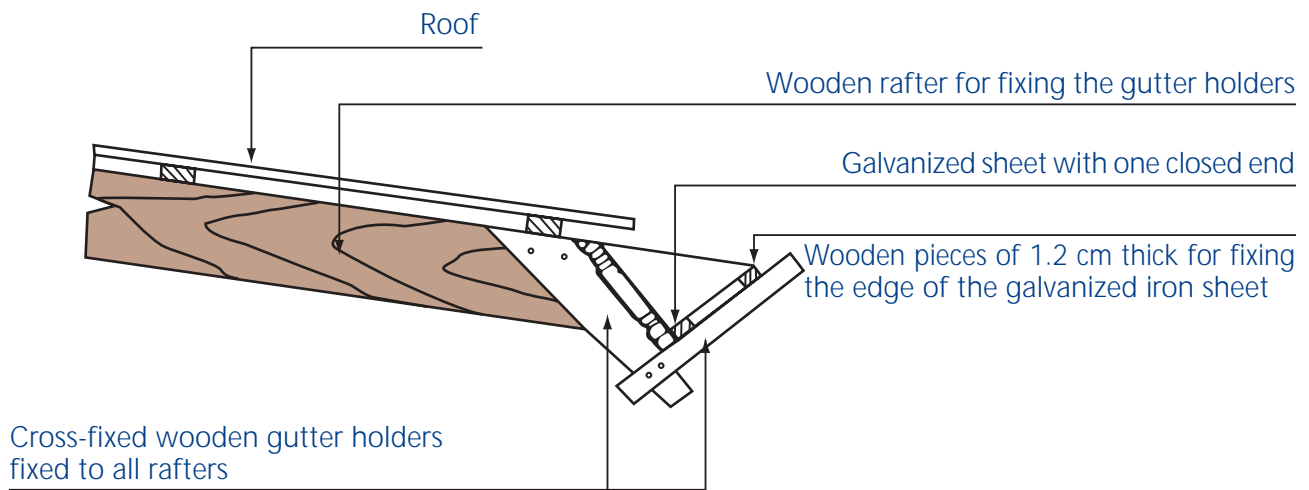 Roof
Wooden rafter for fixing the gutter holders
Galvanized sheet with one closed end
Wooden pieces of 1.2 cm thick for fixing
the edge of the galvanized iron sheet
Cross-fixed wooden gutter holders
fixed to all rafters